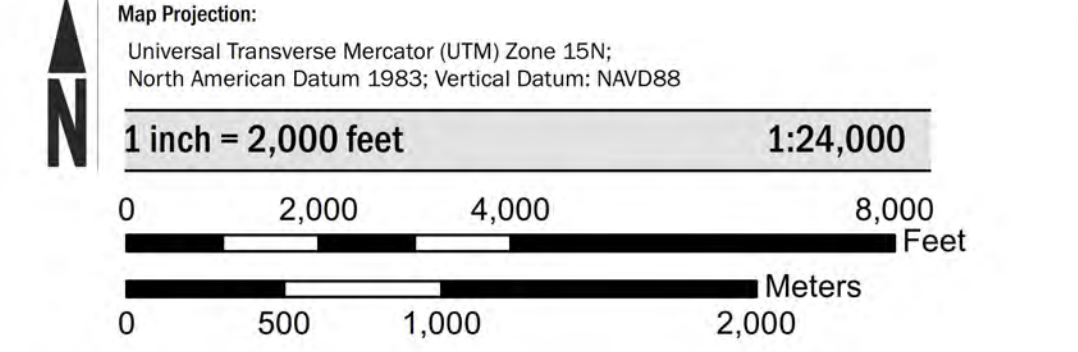 Map Projection:
Universal Transverse Mercator (UTM) Zone 15N;
North American Datum 1983; Vertical Datum: NAVD88
N
1 inch = 2,000 feet 1:24,000
0 2,000 4,000 8,000
Feet
Meters
0 500 1,000 2,000